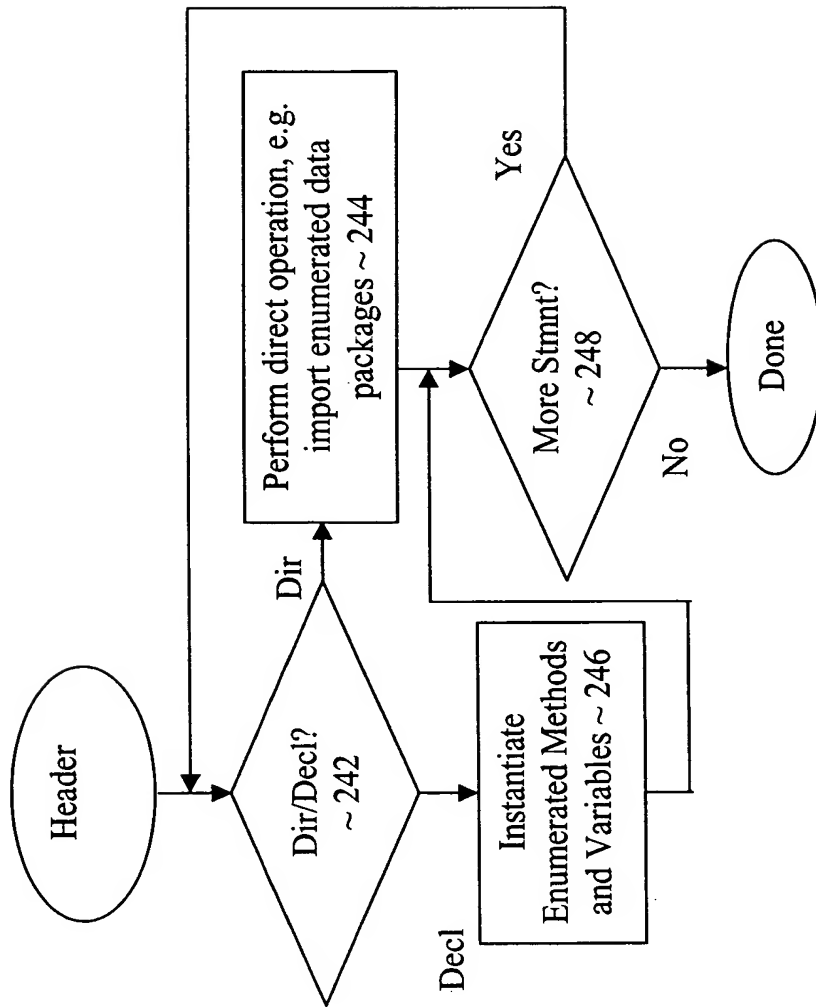 Header
Dir/Decl?
~ 242
Dir
Perform direct operation, e.g.
import enumerated data
packages ~ 244
Decl
Instantiate
Enumerated Methods
and Variables ~ 246
More Stmnt?
~ 248
Yes
No
Done